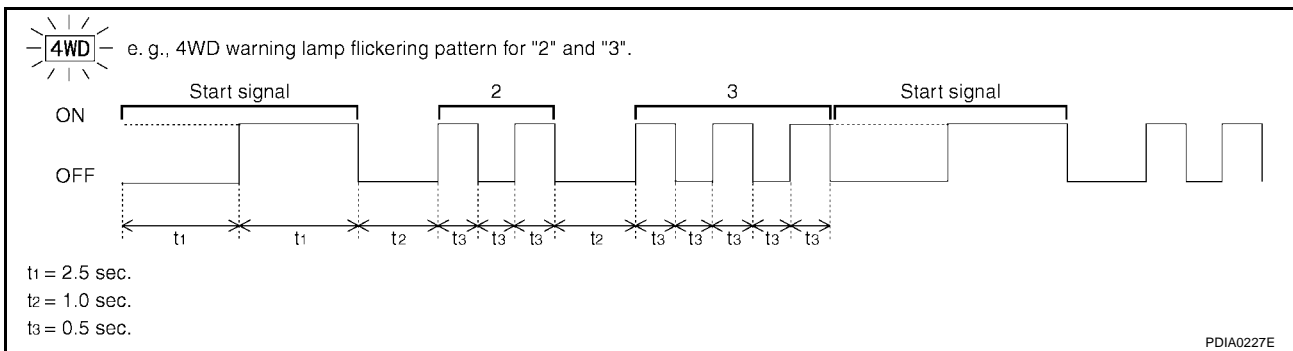 4WD e. g., 4WD warning lamp flickering pattern for "2" and "3".
Start signal 2 3 Start signal
ON
OFF
t1 t1 t2 t3 t3 t3 t2 t3 t3 t3 t3 t3
t1 = 2.5 sec.
t2 = 1.0 sec.
t3 = 0.5 sec.
PDIA0227E